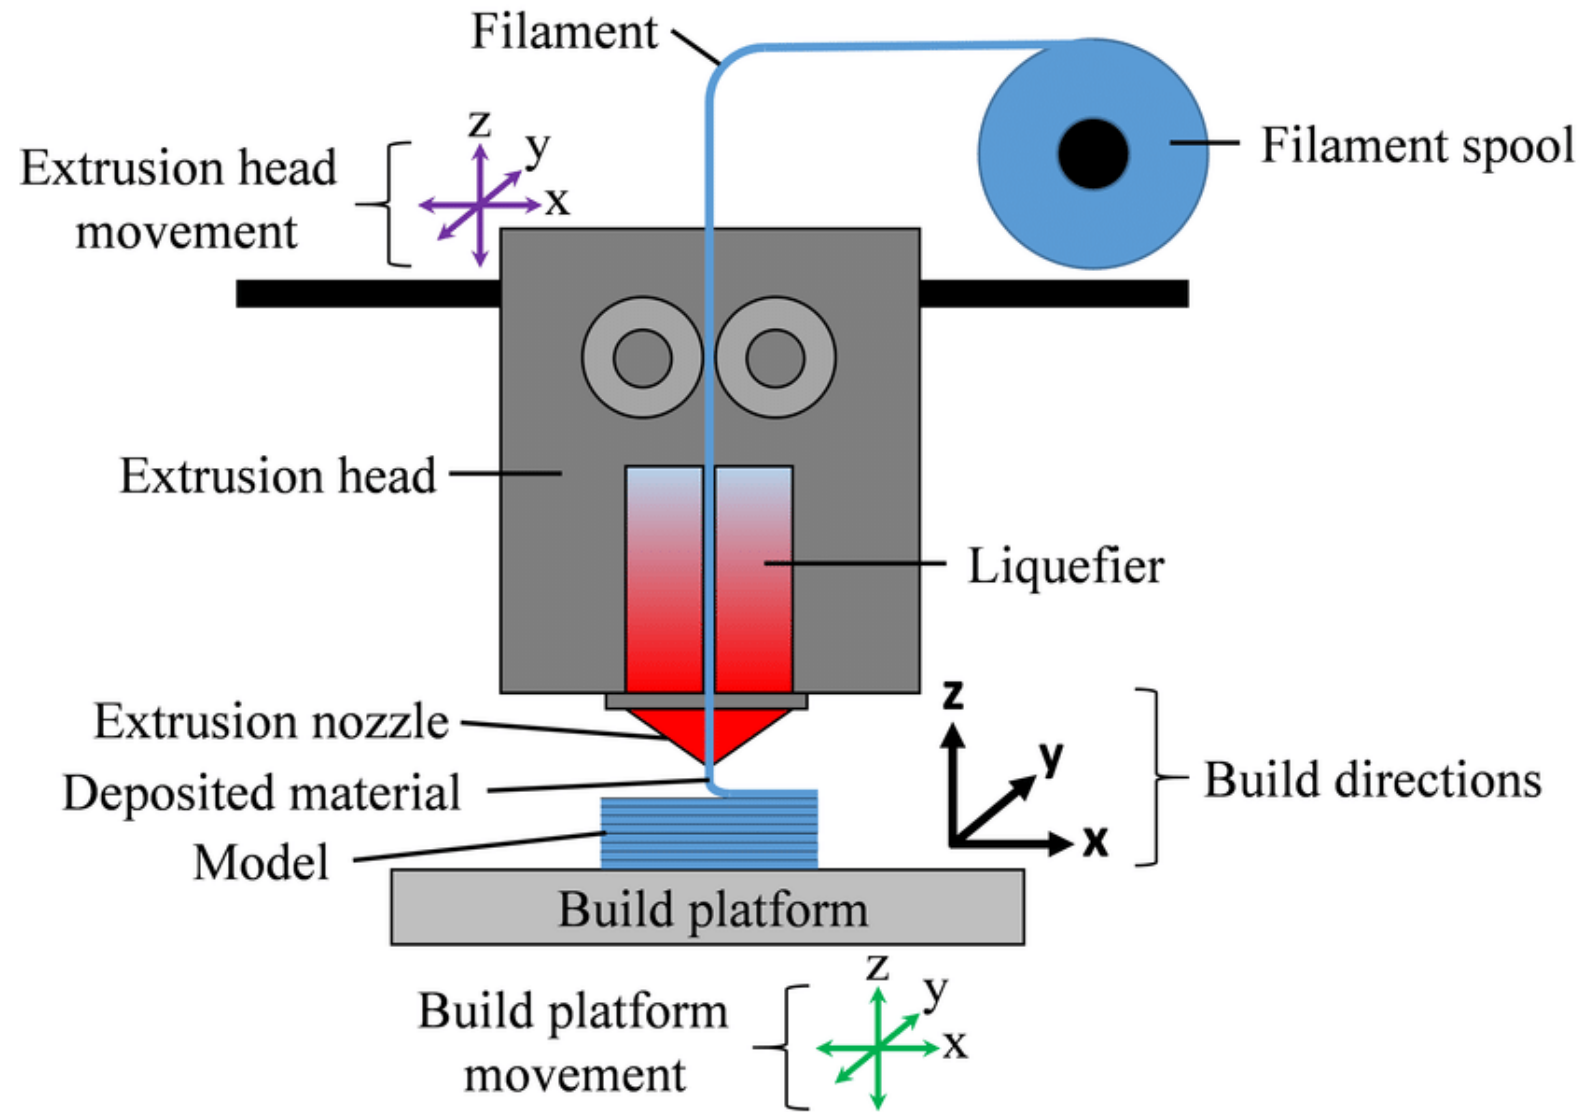 Filament
Filament spool
Extrusion head
movement
z
y
x
Extrusion head
Liquefier
Extrusion nozzle
Deposited material
Model
z
y
x
Build directions
Build platform
Build platform
movement
z
y
x